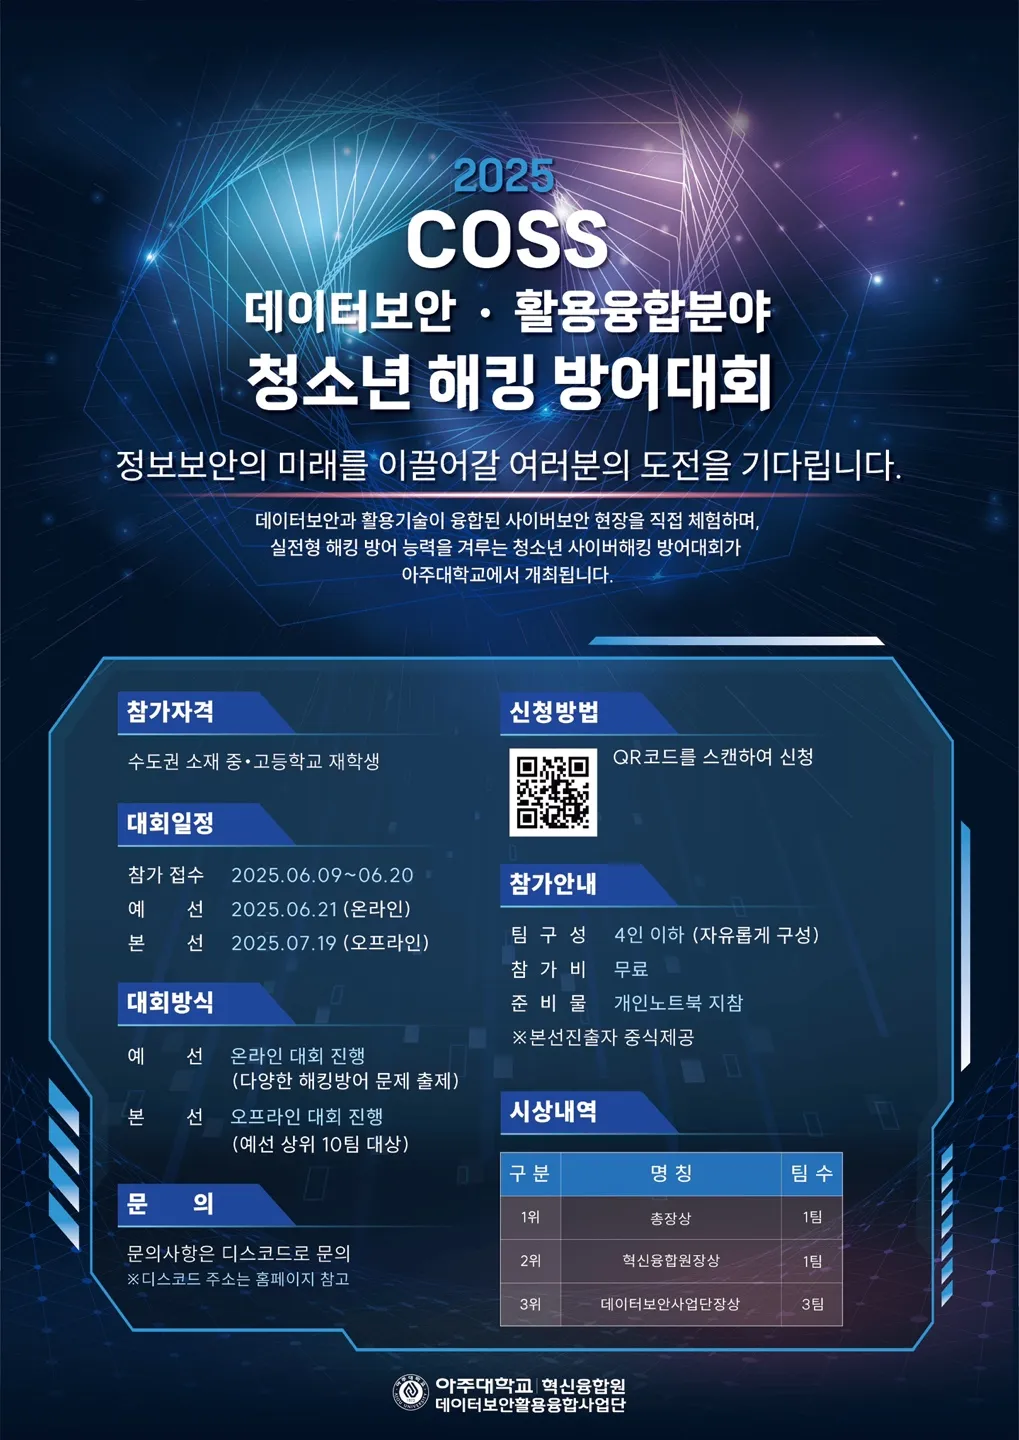 2025
COSS
데이터보안 · 활용융합분야
청소년 해킹 방어대회
정보보안의 미래를 이끌어갈 여러분의 도전을 기다립니다.
데이터보안과 활용기술이 융합된 사이버보안 현장을 직접 체험하며,
실전형 해킹 방어 능력을 겨루는 청소년 사이버해킹 방어대회가
아주대학교에서 개최됩니다.
참가자격
수도권 소재 중•고등학교 재학생
대회일정
참가 접수 2025.06.09~06.20
예 선 2025.06.21 (온라인)
본 선 2025.07.19 (오프라인)
대회방식
예 선 온라인 대회 진행
(다양한 해킹방어 문제 출제)
본 선 오프라인 대회 진행
(예선 상위 10팀 대상)
문 의
문의사항은 디스코드로 문의
※디스코드 주소는 홈페이지 참고
신청방법
QR코드를 스캔하여 신청
참가안내
팀 구 성 4인 이하 (자유롭게 구성)
참 가 비 무료
준 비 물 개인노트북 지참
※본선진출자 중식제공
시상내역
구 분 명 칭 팀 수
1위 총장상 1팀
2위 혁신융합원장상 1팀
3위 데이터보안사업단장상 3팀
아주대학교 | 혁신융합원
데이터보안활용융합사업단